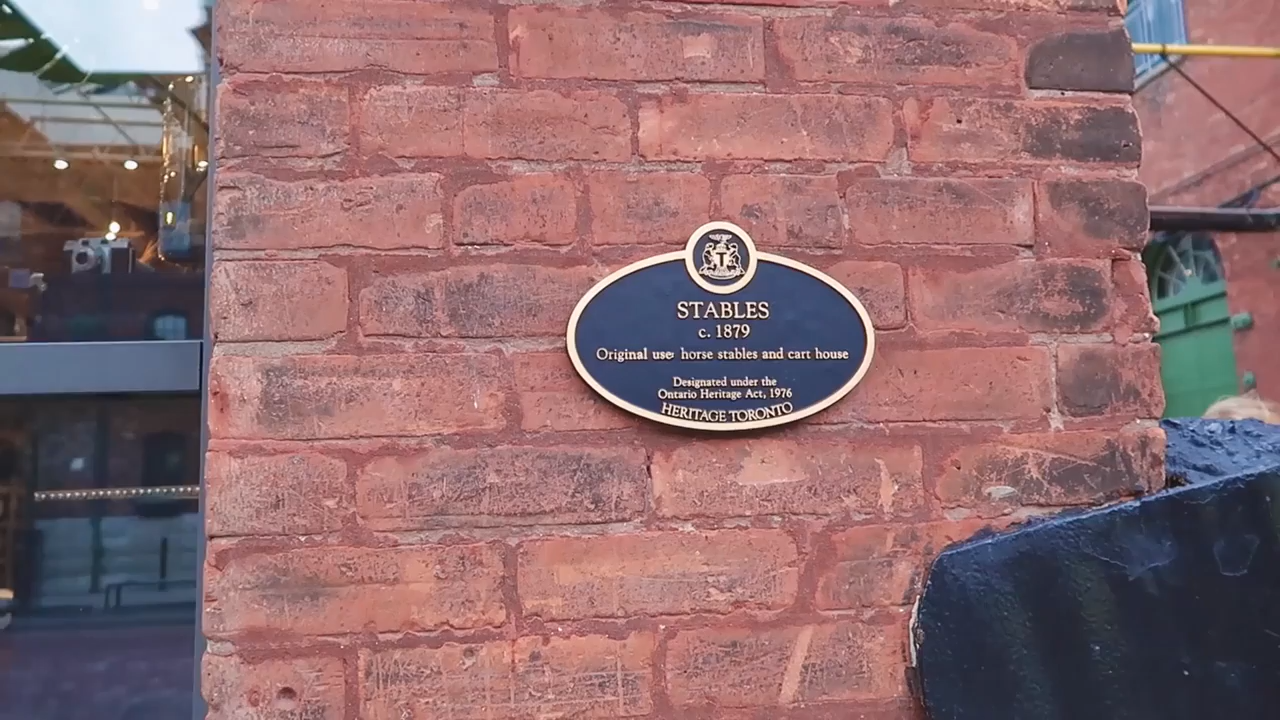 STABLES
c. 1879
Original use: horse stables and cart house
Designated under the
Ontario Heritage Act, 1976
HERITAGE TORONTO